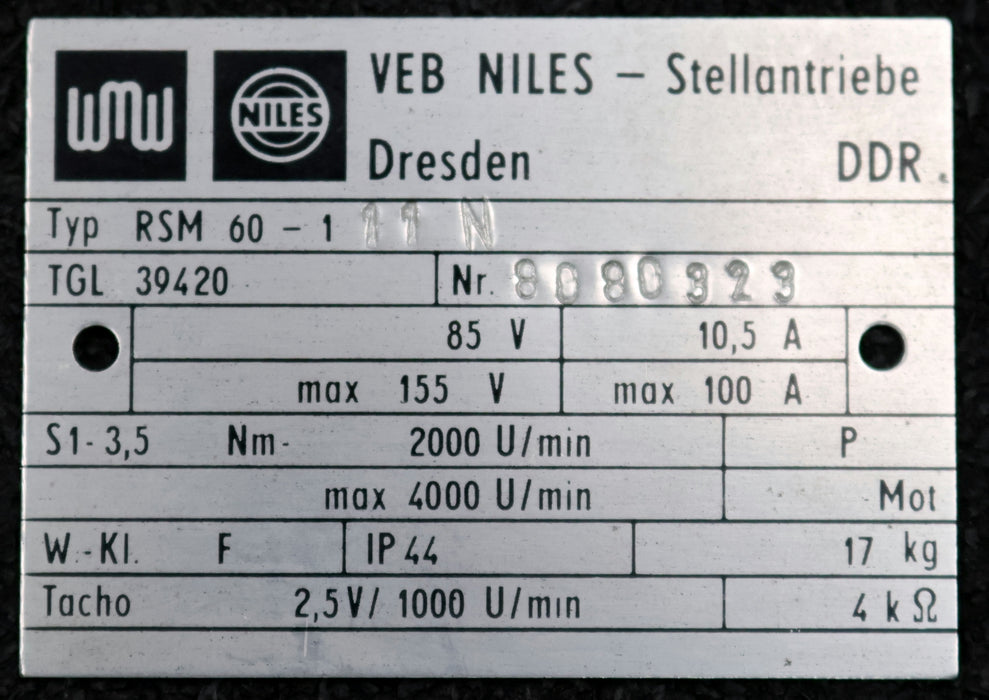 wmw NILES VEB NILES – Stellantriebe
Dresden DDR
Typ RSM 60 – 1 11 N
TGL 39420 Nr. 8080323
85 V 10,5 A
max 155 V max 100 A
S1- 3,5 Nm- 2000 U/min P
max 4000 U/min Mot
W.-Kl. F IP 44 17 kg
Tacho 2,5V/ 1000 U/min 4 k Ω